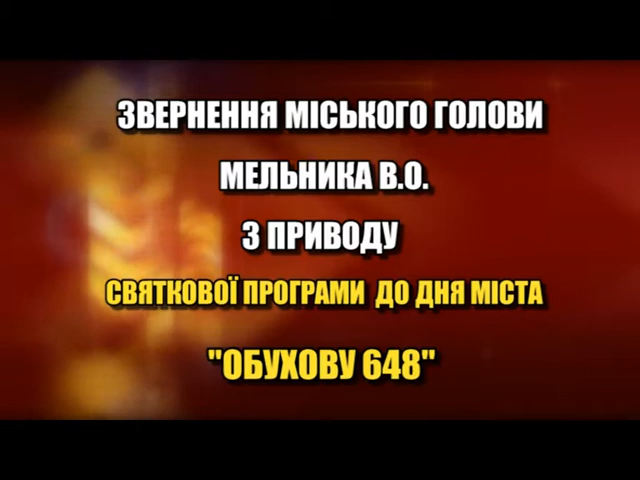 ЗВЕРНЕННЯ МІСЬКОГО ГОЛОВИ
МЕЛЬНИКА В.О.
З ПРИВОДУ
СВЯТКОВОЇ ПРОГРАМИ ДО ДНЯ МІСТА
"ОБУХОВУ 648"